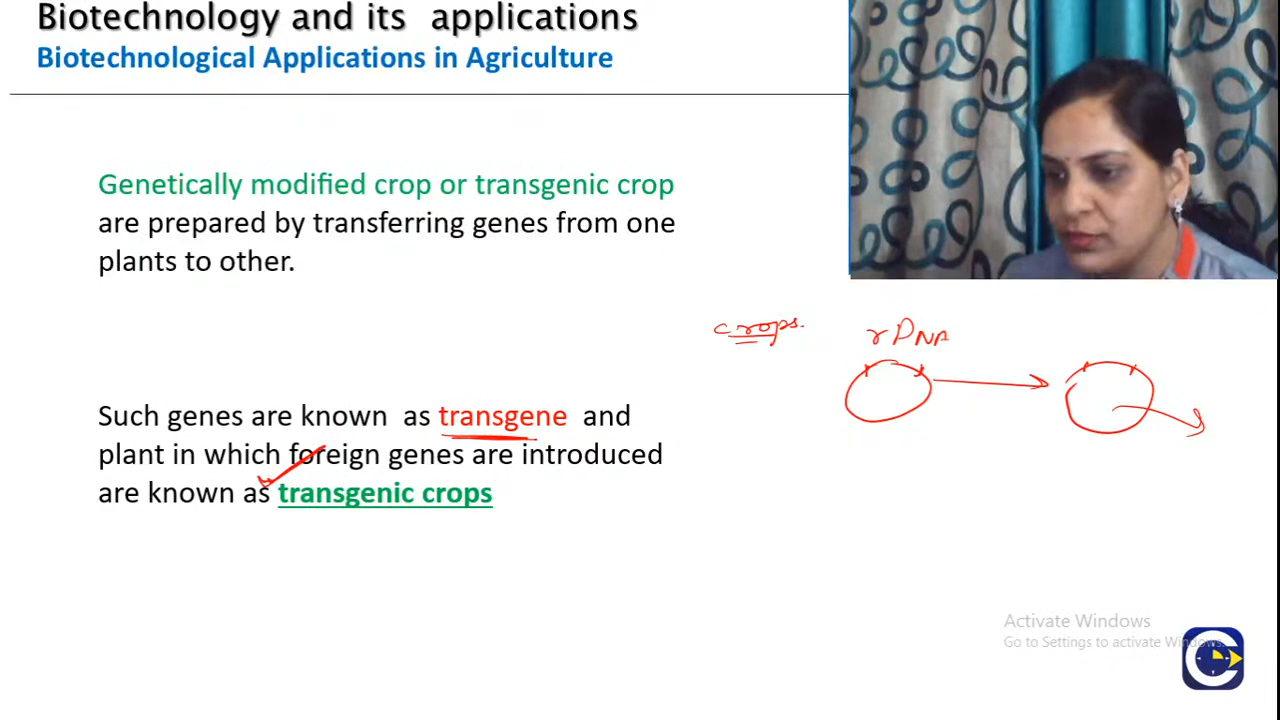 Biotechnology and its applications
Biotechnological Applications in Agriculture
Genetically modified crop or transgenic crop
are prepared by transferring genes from one
plants to other.
crops.
rDNA
Such genes are known as transgene and
plant in which foreign genes are introduced
are known as transgenic crops
Activate Windows
Go to Settings to activate Windows.